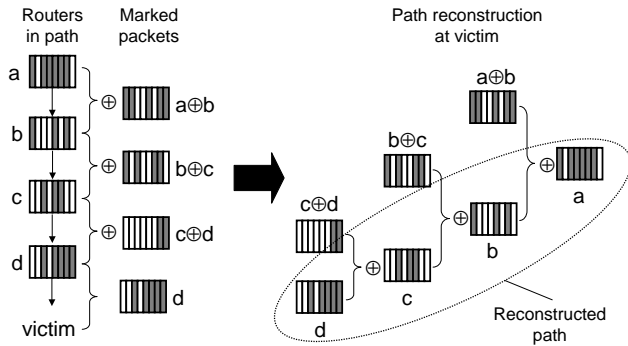 Routers
in path
Marked
packets
Path reconstruction
at victim
a
⊕
a⊕b
b
⊕
b⊕c
c
⊕
c⊕d
d
d
victim
a⊕b
b⊕c
⊕
a
c⊕d
⊕
b
⊕
c
d
Reconstructed
path